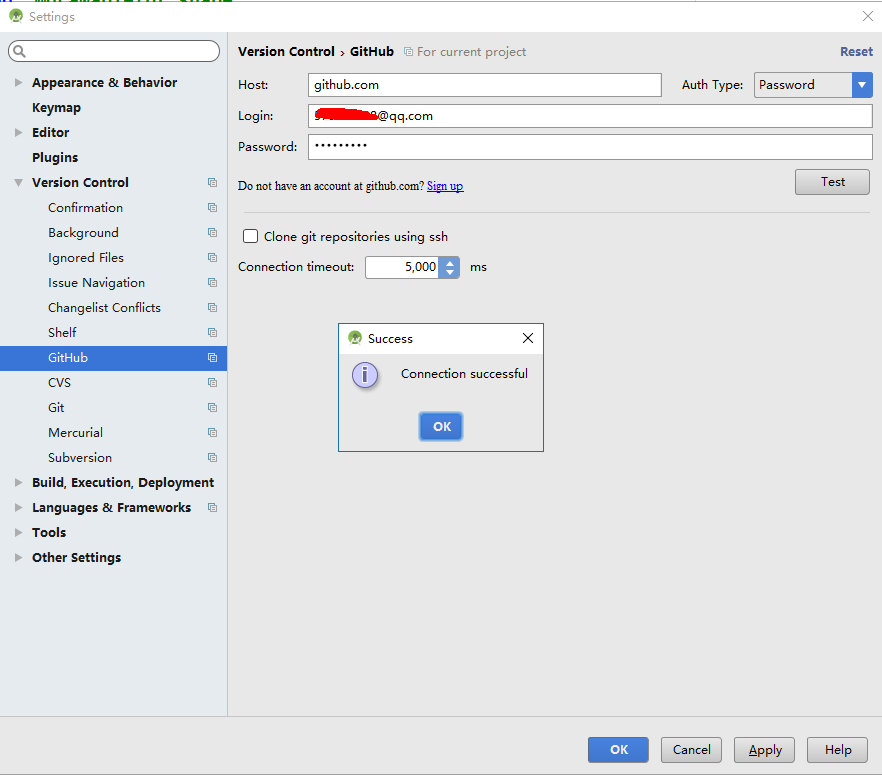 Settings
Version Control › GitHub For current project Reset
Host: github.com Auth Type: Password
Login: @qq.com
Password: •••••••••
Do not have an account at github.com? Sign up
Test
Clone git repositories using ssh
Connection timeout: 5,000 ms
Appearance & Behavior
Keymap
Editor
Plugins
Version Control
Confirmation
Background
Ignored Files
Issue Navigation
Changelist Conflicts
Shelf
GitHub
CVS
Git
Mercurial
Subversion
Build, Execution, Deployment
Languages & Frameworks
Tools
Other Settings
Success
Connection successful
OK
OK Cancel Apply Help